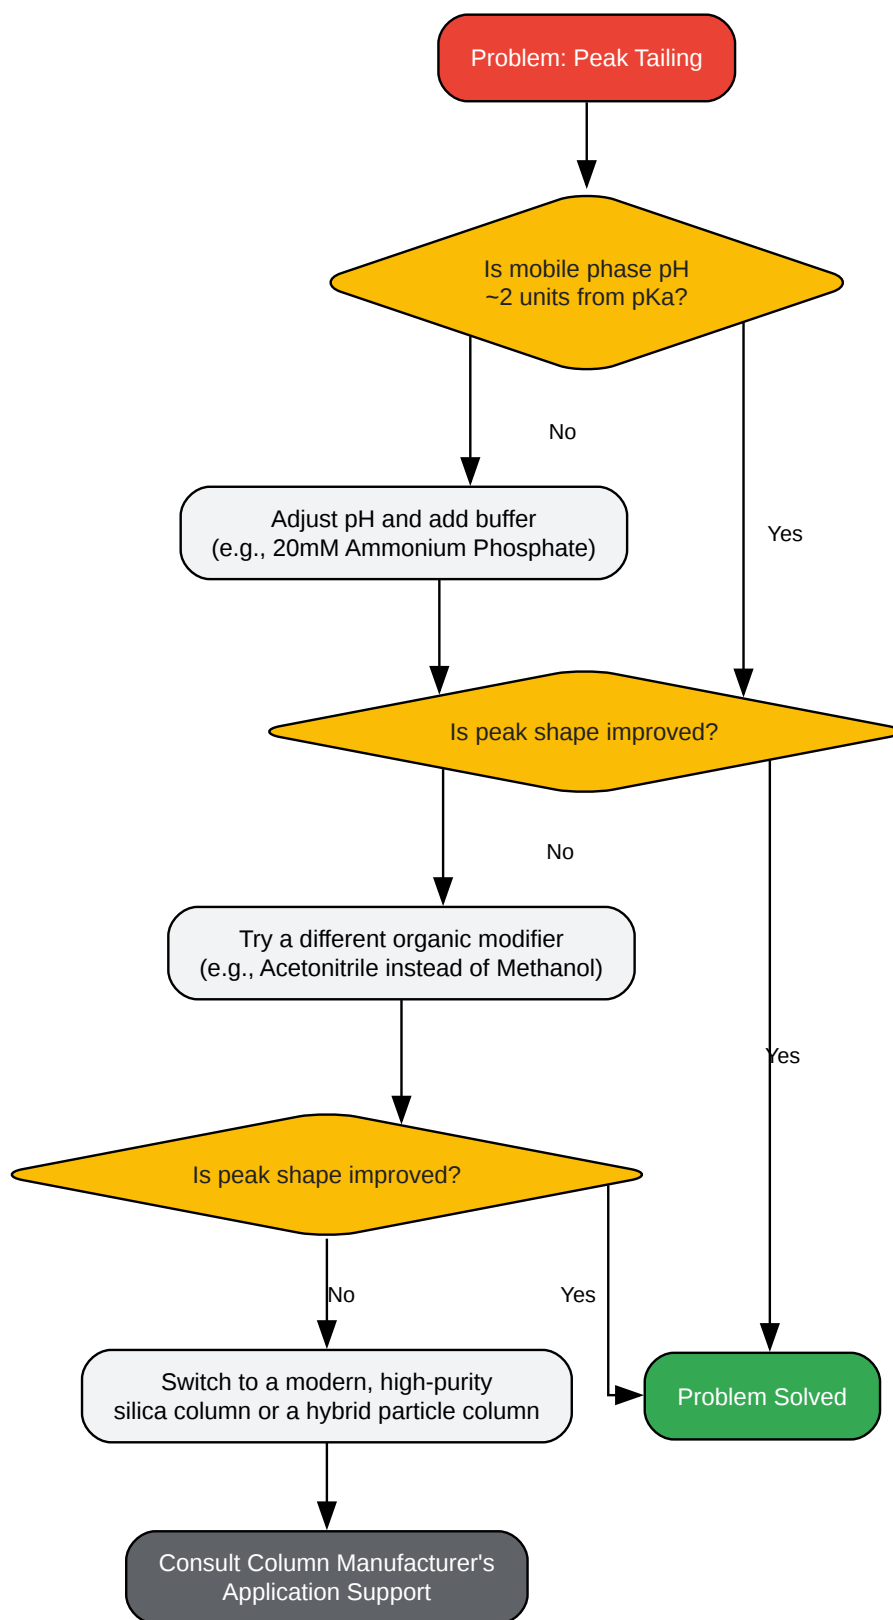 Problem: Peak Tailing
Is mobile phase pH
~2 units from pKa?
No
Adjust pH and add buffer
(e.g., 20mM Ammonium Phosphate)
Yes
Is peak shape improved?
No
Try a different organic modifier
(e.g., Acetonitrile instead of Methanol)
Yes
Is peak shape improved?
No
Yes
Switch to a modern, high-purity
silica column or a hybrid particle column
Problem Solved
Consult Column Manufacturer's
Application Support